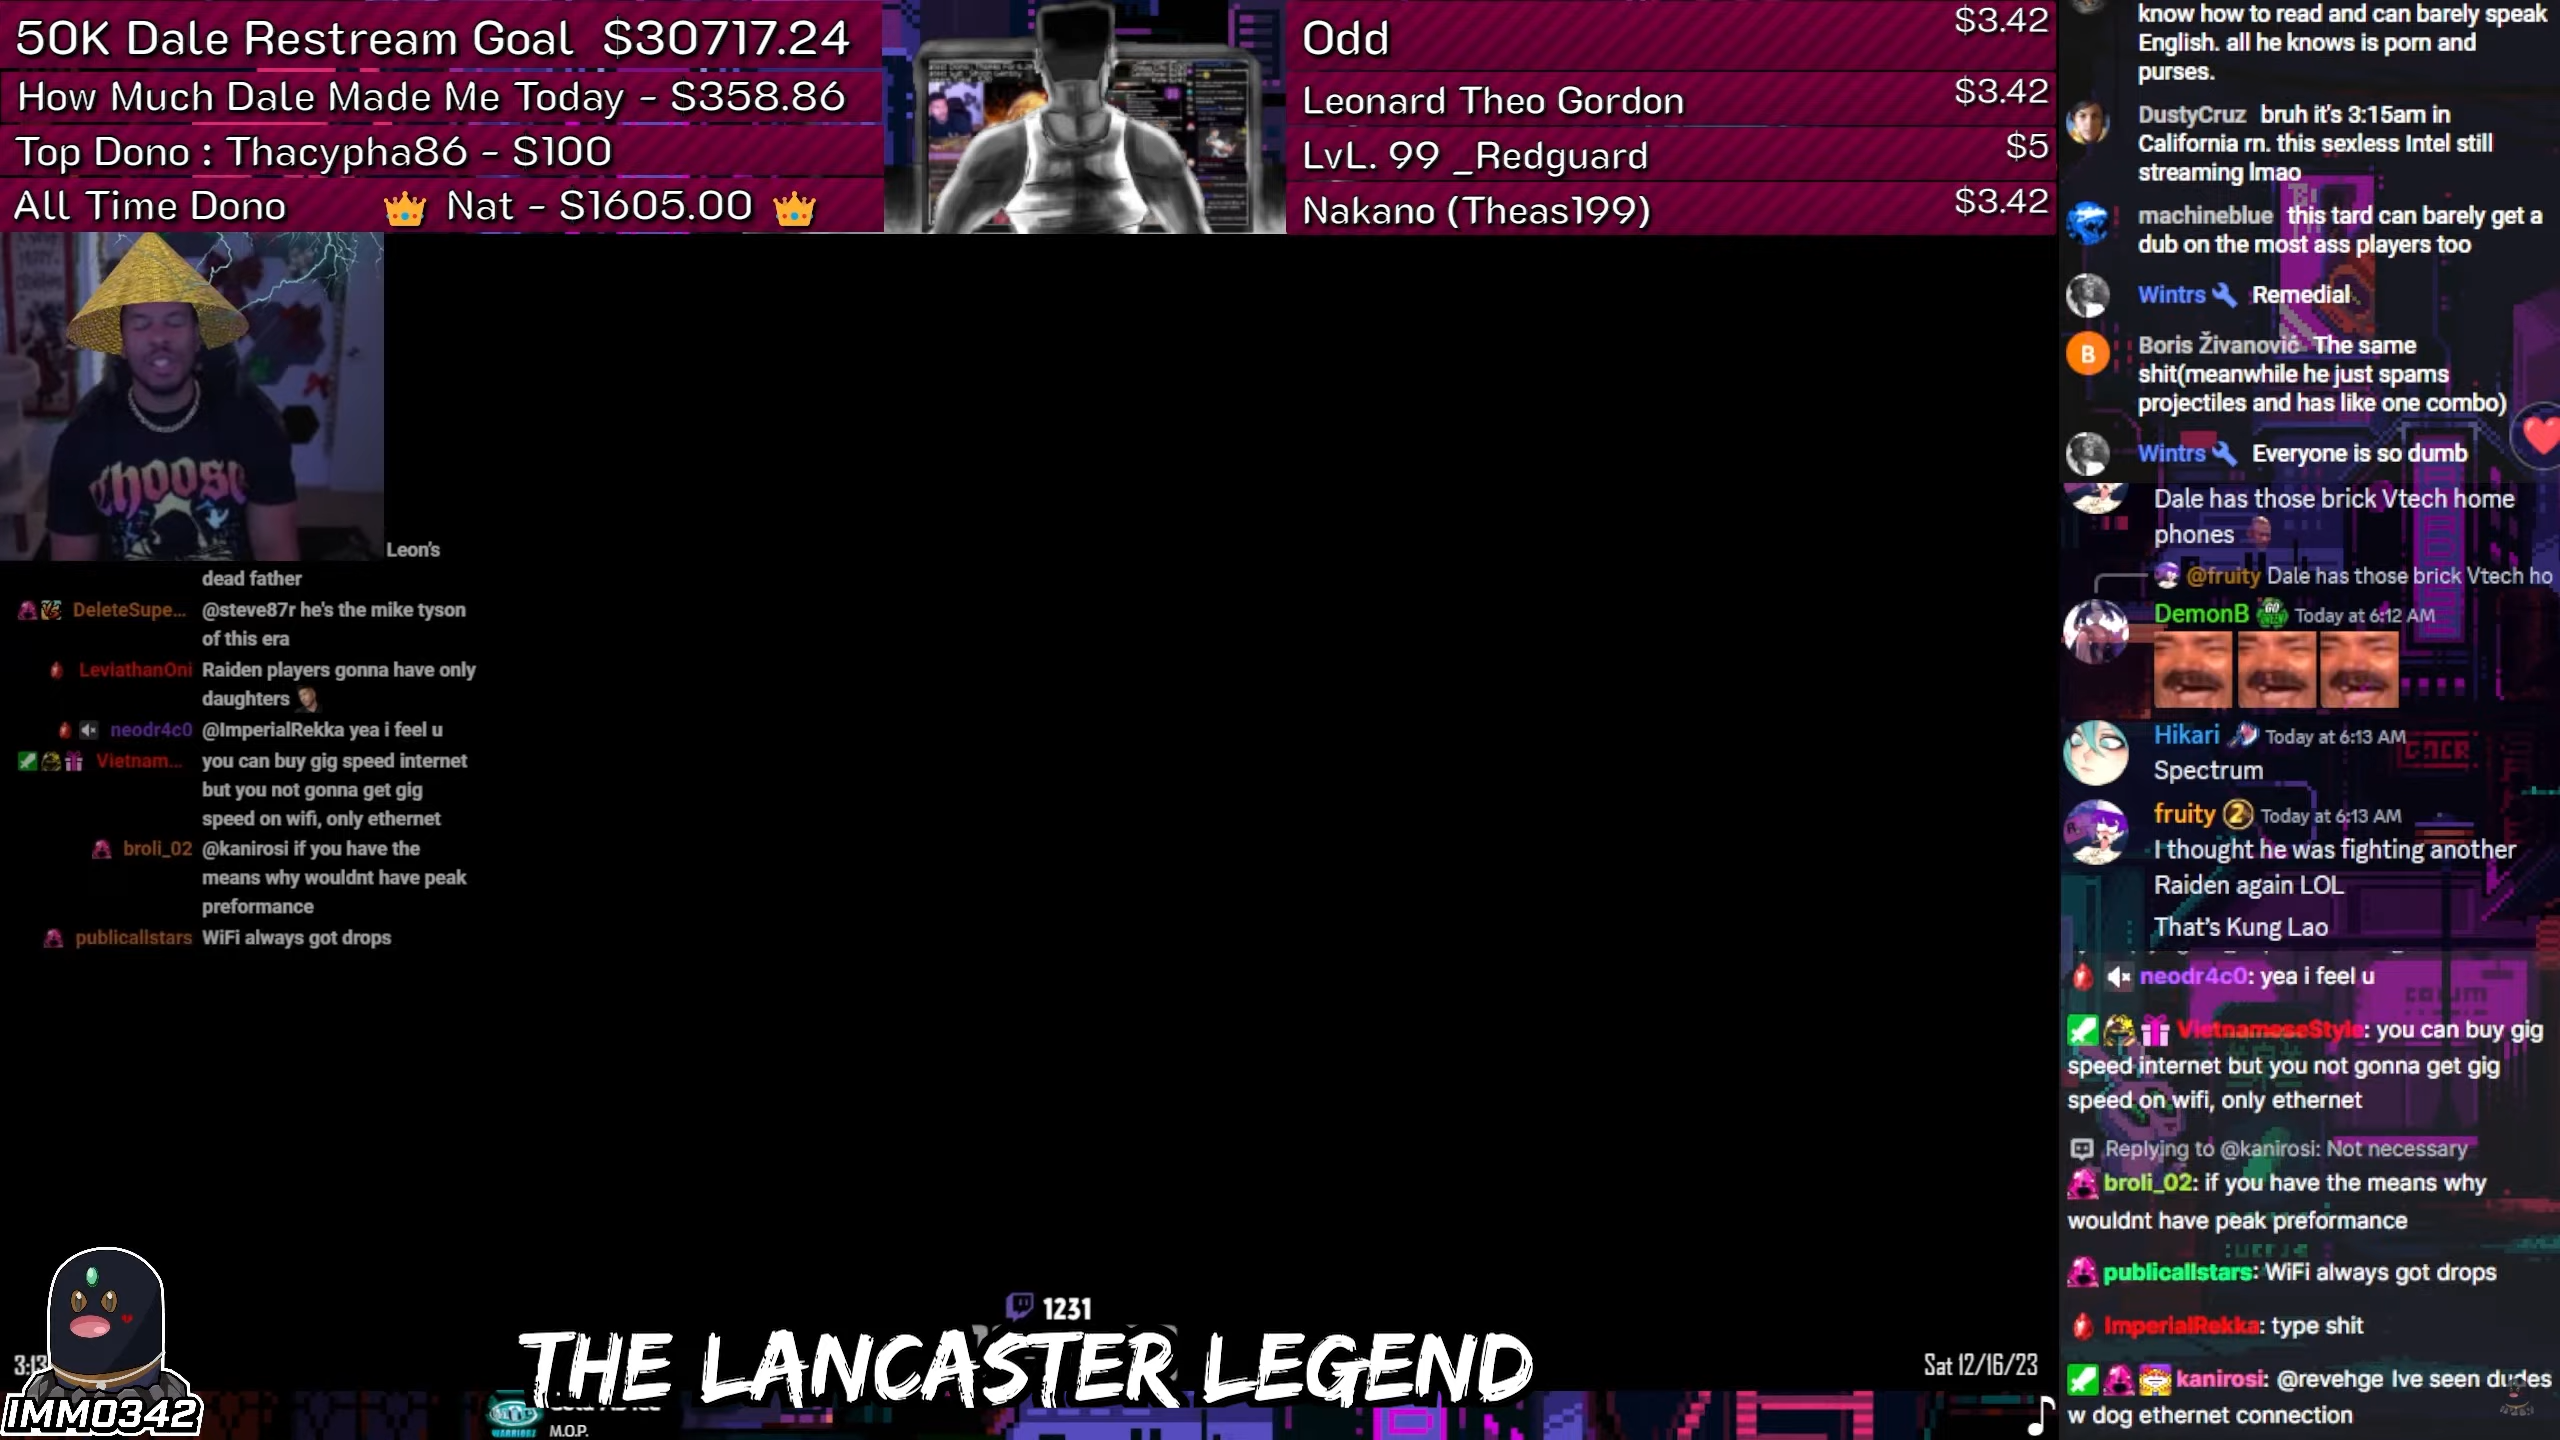 50K Dale Restream Goal $30717.24
How Much Dale Made Me Today - $358.86
Top Dono : Thacypha86 - $100
All Time Dono 👑 Nat - $1605.00 👑
Odd $3.42
Leonard Theo Gordon $3.42
LvL. 99 _Redguard $5
Nakano (Theas199) $3.42
Choose
Leon's
dead father
DeleteSupe... @steve87r he's the mike tyson
of this era
LeviathanOni Raiden players gonna have only
daughters
neodr4c0 @ImperialRekka yea i feel u
Vietnam... you can buy gig speed internet
but you not gonna get gig
speed on wifi, only ethernet
broli_02 @kanirosi if you have the
means why wouldnt have peak
preformance
publicallstars WiFi always got drops
1231
THE LANCASTER LEGEND
3:13
IMMO342
M.O.P.
Sat 12/16/23
know how to read and can barely speak
English. all he knows is porn and
purses.
DustyCruz bruh it's 3:15am in
California rn. this sexless Intel still
streaming lmao
machineblue this tard can barely get a
dub on the most ass players too
Wintrs Remedial
B
Boris Živanović The same
shit(meanwhile he just spams
projectiles and has like one combo)
Wintrs Everyone is so dumb
Dale has those brick Vtech home
phones
@fruity Dale has those brick Vtech ho
DemonB Today at 6:12 AM
Hikari Today at 6:13 AM
Spectrum
fruity 2 Today at 6:13 AM
I thought he was fighting another
Raiden again LOL
That's Kung Lao
neodr4c0: yea i feel u
VietnameseStyle: you can buy gig
speed internet but you not gonna get gig
speed on wifi, only ethernet
Replying to @kanirosi: Not necessary
broli_02: if you have the means why
wouldnt have peak preformance
publicallstars: WiFi always got drops
ImperialRekka: type shit
kanirosi: @revehge Ive seen dudes
w dog ethernet connection